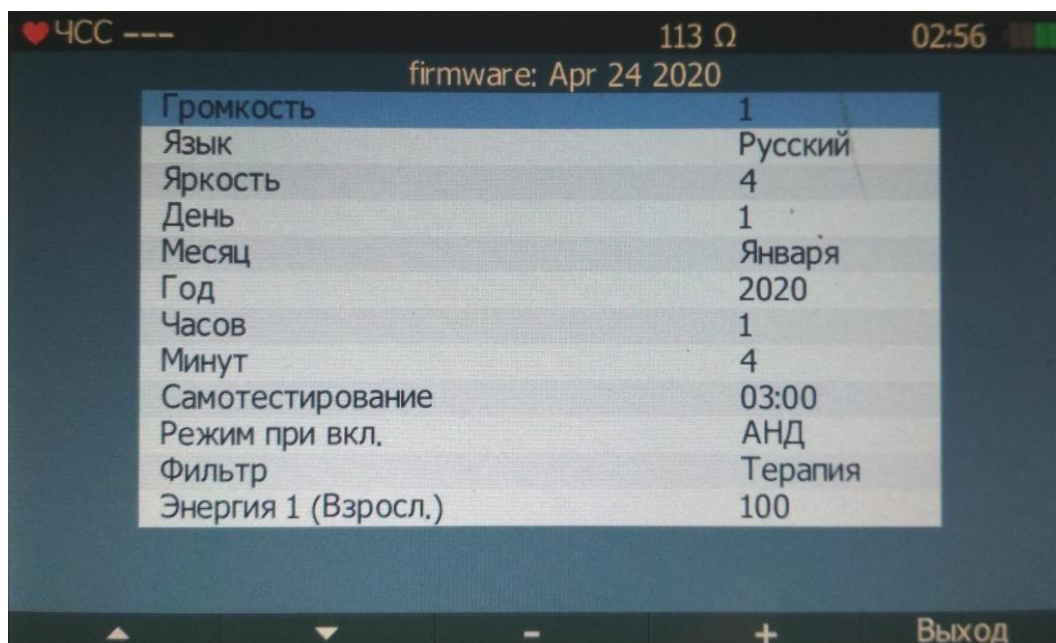 ЧСС --- 113 Ω 02:56
firmware: Apr 24 2020
Громкость 1
Язык Русский
Яркость 4
День 1
Месяц Января
Год 2020
Часов 1
Минут 4
Самотестирование 03:00
Режим при вкл. АНД
Фильтр Терапия
Энергия 1 (Взросл.) 100
- + Выход